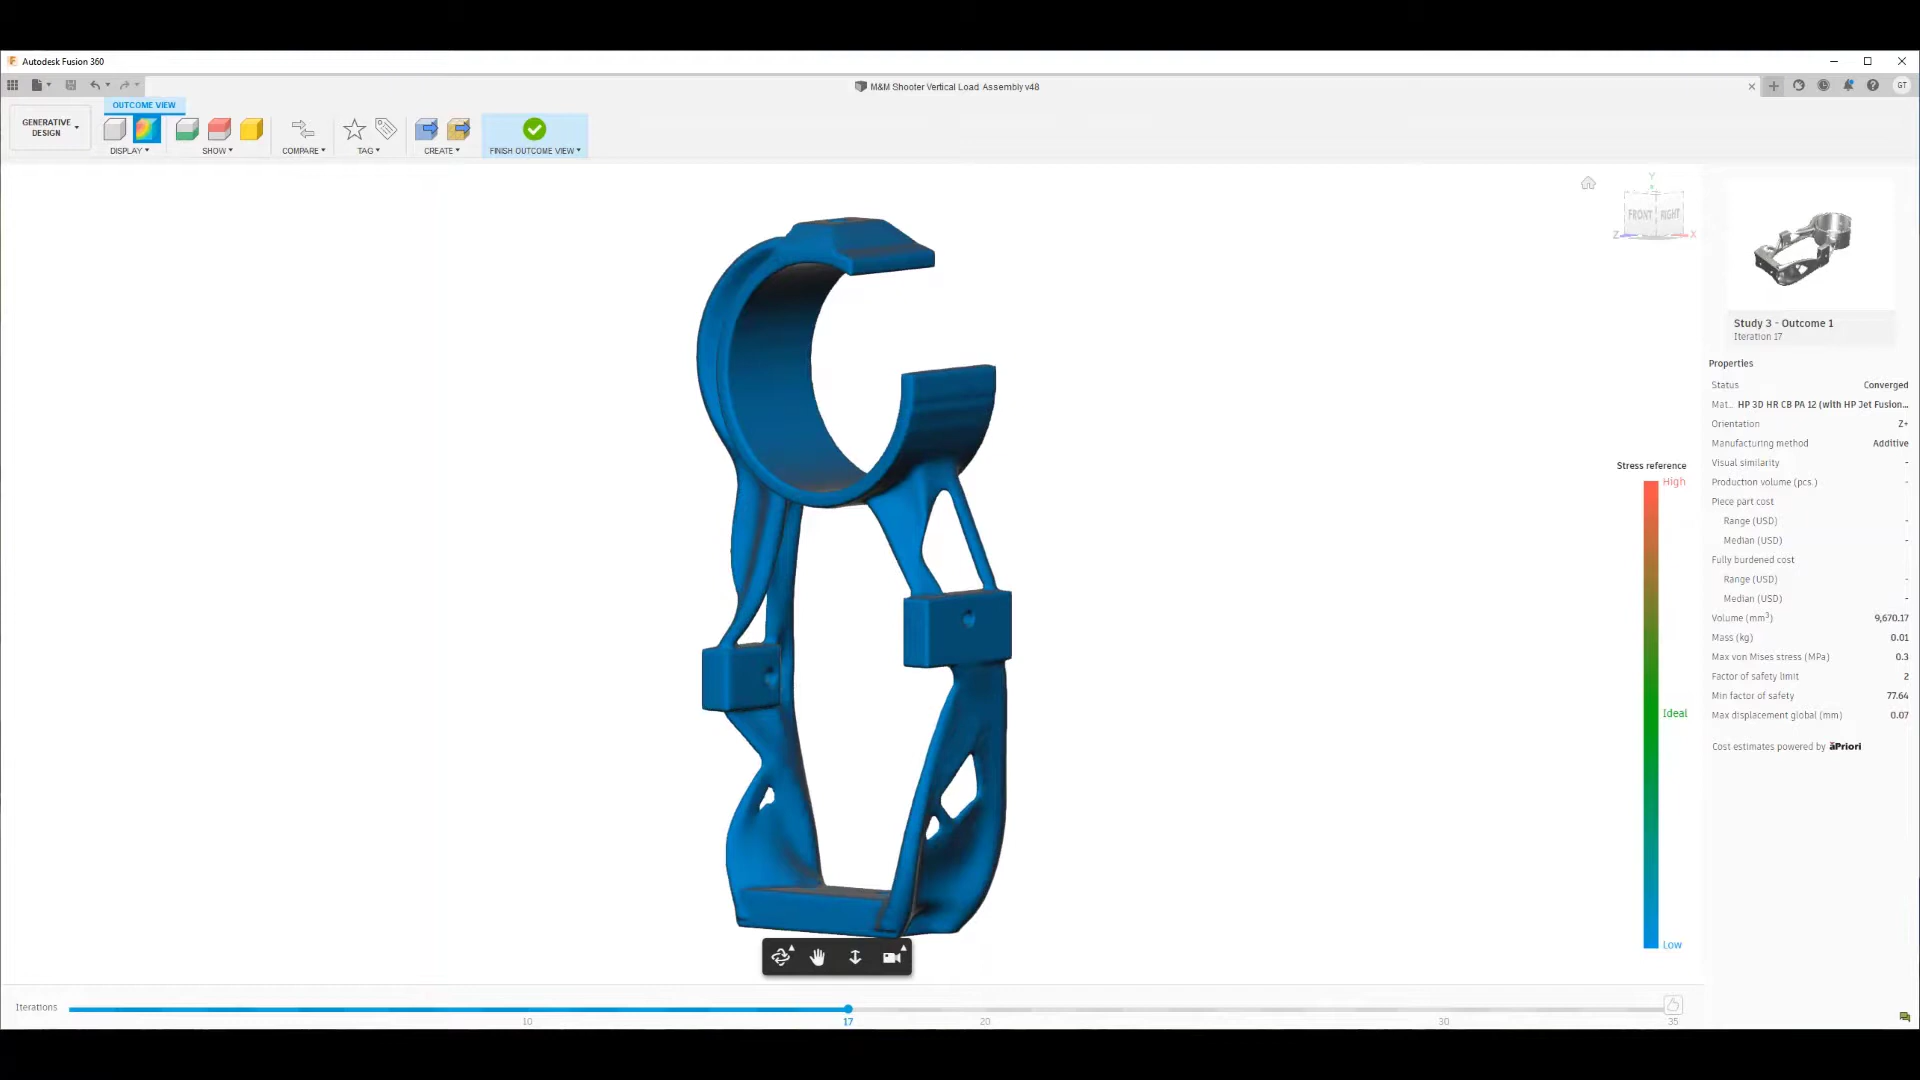 Autodesk Fusion 360
M&M Shooter Vertical Load Assembly v48
GT
OUTCOME VIEW
GENERATIVE
DESIGN
DISPLAY
SHOW
COMPARE
TAG
CREATE
FINISH OUTCOME VIEW
Y
FRONT
RIGHT
Z
X
Study 3 - Outcome 1
Iteration 17
Properties
Status Converged
Mat... HP 3D HR CB PA 12 (with HP Jet Fusion...
Orientation Z+
Manufacturing method Additive
Visual similarity -
Production volume (pcs.) -
Piece part cost
Range (USD) -
Median (USD) -
Fully burdened cost
Range (USD) -
Median (USD) -
Volume (mm³) 9,670.17
Mass (kg) 0.01
Max von Mises stress (MPa) 0.3
Factor of safety limit 2
Min factor of safety 77.64
Max displacement global (mm) 0.07
Cost estimates powered by aPriori
Stress reference
High
Ideal
Low
Iterations
10
17
20
30
35